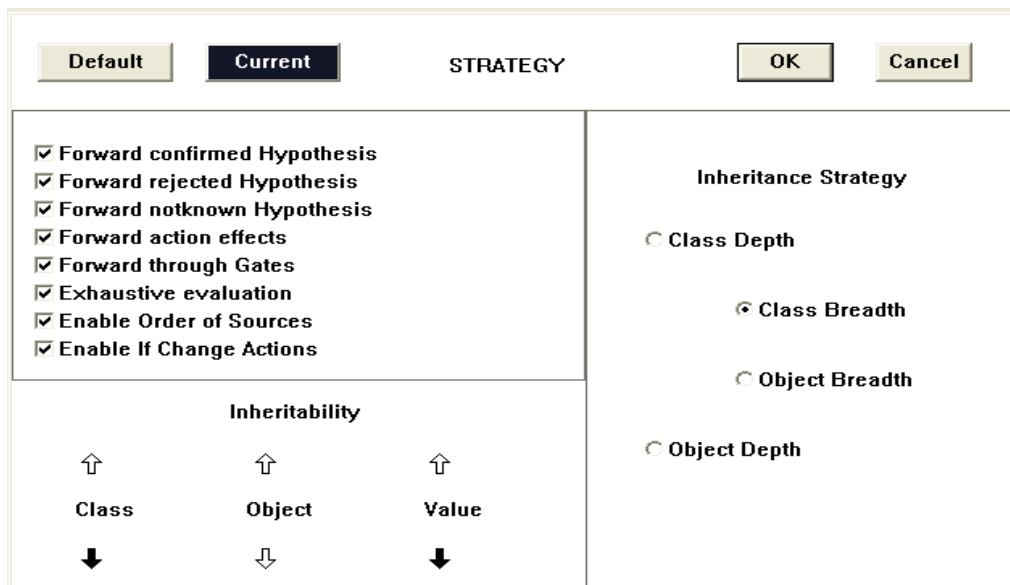 Default Current STRATEGY OK Cancel
Forward confirmed Hypothesis
Forward rejected Hypothesis
Forward notknown Hypothesis
Forward action effects
Forward through Gates
Exhaustive evaluation
Enable Order of Sources
Enable If Change Actions
Inheritability
Class Object Value
Inheritance Strategy
Class Depth
Class Breadth
Object Breadth
Object Depth